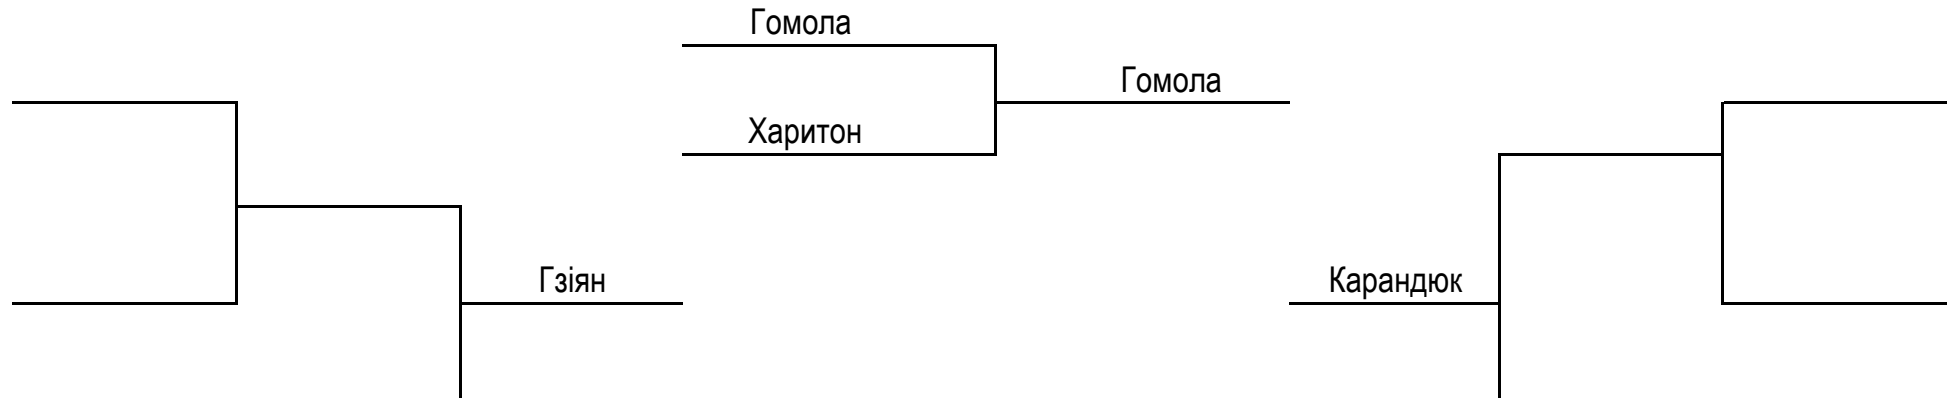 Гомола
Гомола
Харитон
Гзіян
Карандюк